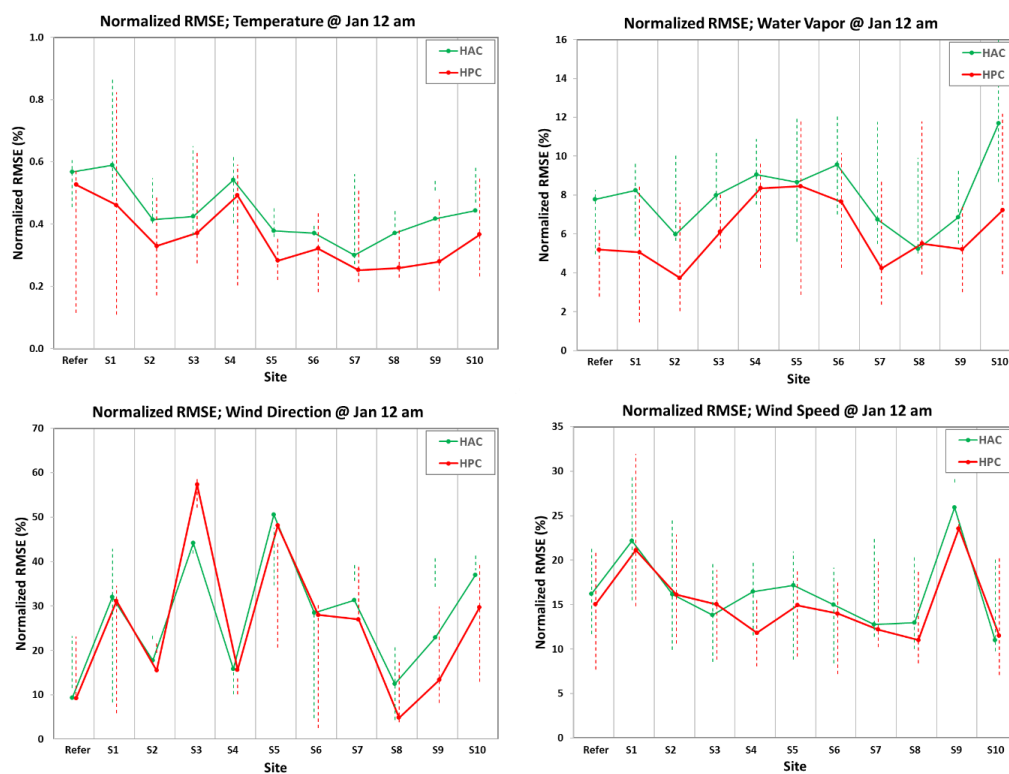 Normalized RMSE; Temperature @ Jan 12 am
1.0
0.8
0.6
0.4
0.2
0.0
Normalized RMSE (%)
HAC
HPC
Refer S1 S2 S3 S4 S5 S6 S7 S8 S9 S10
Site
Normalized RMSE; Water Vapor @ Jan 12 am
16
14
12
10
8
6
4
2
0
Normalized RMSE (%)
HAC
HPC
Refer S1 S2 S3 S4 S5 S6 S7 S8 S9 S10
Site
Normalized RMSE; Wind Direction @ Jan 12 am
70
60
50
40
30
20
10
0
Normalized RMSE (%)
HAC
HPC
Refer S1 S2 S3 S4 S5 S6 S7 S8 S9 S10
Site
Normalized RMSE; Wind Speed @ Jan 12 am
35
30
25
20
15
10
5
0
Normalized RMSE (%)
HAC
HPC
Refer S1 S2 S3 S4 S5 S6 S7 S8 S9 S10
Site